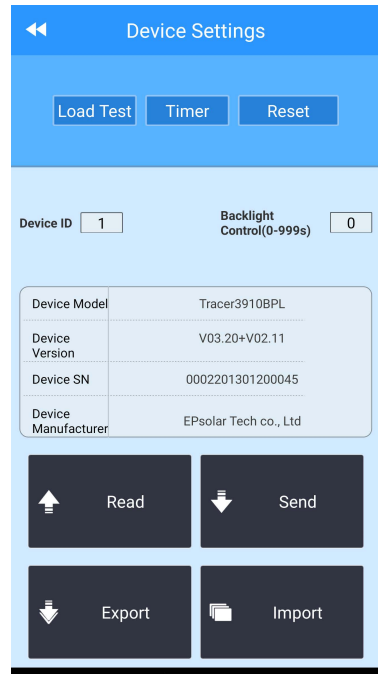 Device Settings
Load Test Timer Reset
Device ID 1
Backlight
Control(0-999s) 0
Device Model Tracer3910BPL
Device
Version
V03.20+V02.11
Device SN 0002201301200045
Device
Manufacturer
EPsolar Tech co., Ltd
Read Send
Export Import